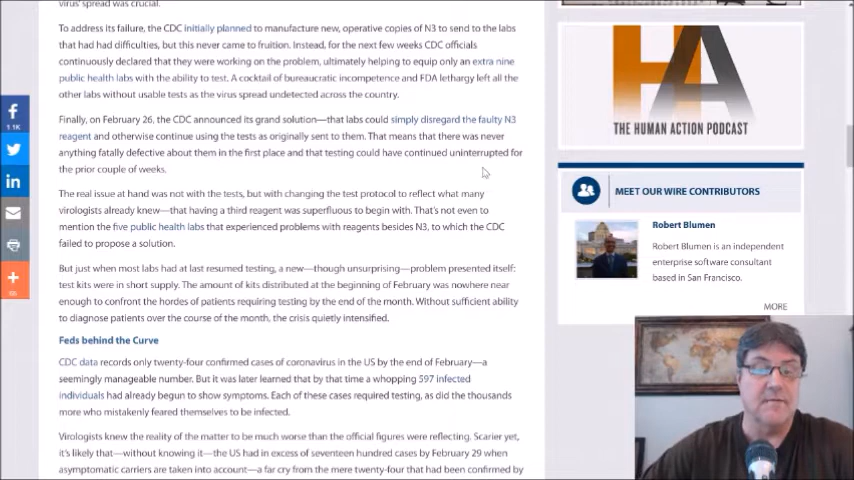 virus' spread was crucial.
To address its failure, the CDC initially planned to manufacture new, operative copies of N3 to send to the labs
that had had difficulties, but this never came to fruition. Instead, for the next few weeks CDC officials
continuously declared that they were working on the problem, ultimately helping to equip only an extra nine
public health labs with the ability to test. A cocktail of bureaucratic incompetence and FDA lethargy left all the
other labs without usable tests as the virus spread undetected across the country.
Finally, on February 26, the CDC announced its grand solution—that labs could simply disregard the faulty N3
reagent and otherwise continue using the tests as originally sent to them. That means that there was never
anything fatally defective about them in the first place and that testing could have continued uninterrupted for
the prior couple of weeks.
The real issue at hand was not with the tests, but with changing the test protocol to reflect what many
virologists already knew—that having a third reagent was superfluous to begin with. That's not even to
mention the five public health labs that experienced problems with reagents besides N3, to which the CDC
failed to propose a solution.
But just when most labs had at last resumed testing, a new—though unsurprising—problem presented itself:
test kits were in short supply. The amount of kits distributed at the beginning of February was nowhere near
enough to confront the hordes of patients requiring testing by the end of the month. Without sufficient ability
to diagnose patients over the course of the month, the crisis quietly intensified.
Feds behind the Curve
CDC data records only twenty-four confirmed cases of coronavirus in the US by the end of February—a
seemingly manageable number. But it was later learned that by that time a whopping 597 infected
individuals had already begun to show symptoms. Each of these cases required testing, as did the thousands
more who mistakenly feared themselves to be infected.
Virologists knew the reality of the matter to be much worse than the official figures were reflecting. Scarier yet,
it's likely that—without knowing it—the US had in excess of seventeen hundred cases by February 29 when
asymptomatic carriers are taken into account—a far cry from the mere twenty-four that had been confirmed by
1.1K
HA
THE HUMAN ACTION PODCAST
MEET OUR WIRE CONTRIBUTORS
Robert Blumen
Robert Blumen is an independent
enterprise software consultant
based in San Francisco.
MORE